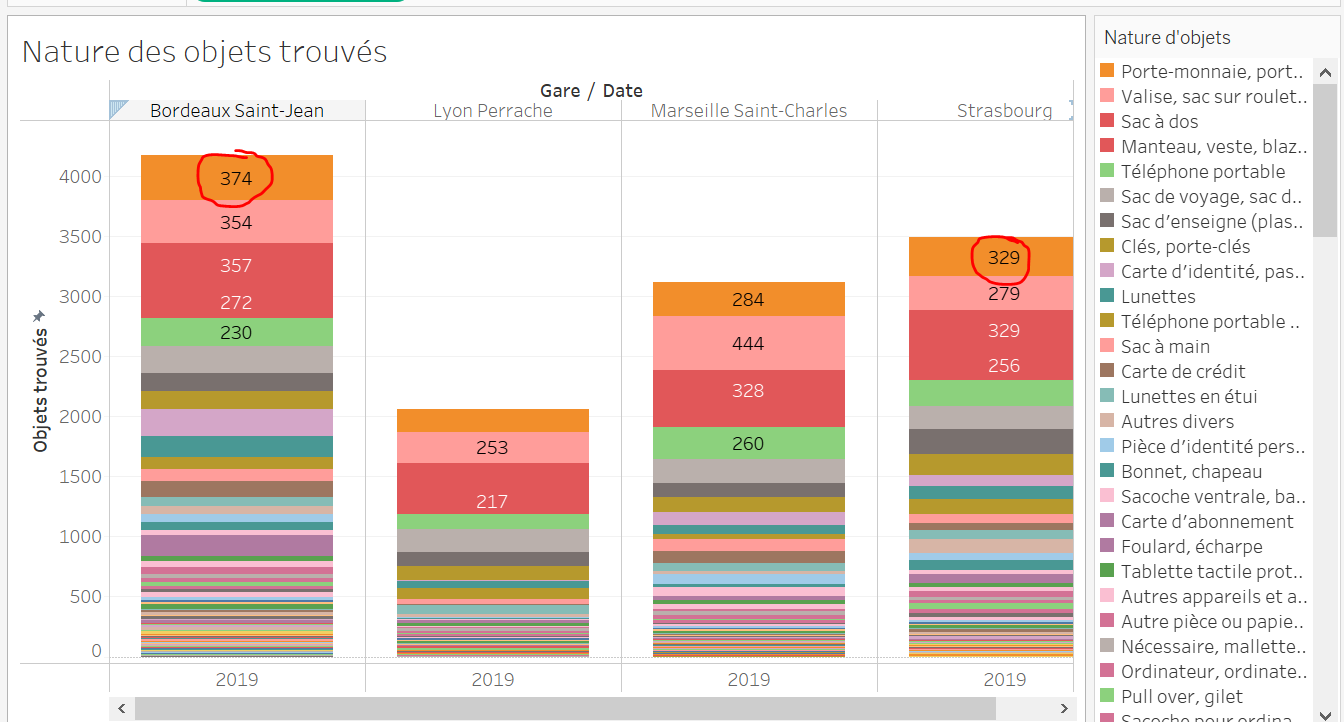 Nature des objets trouvés
Gare / Date
Bordeaux Saint-Jean
Lyon Perrache
Marseille Saint-Charles
Strasbourg
Objets trouvés
4000
3500
3000
2500
2000
1500
1000
500
0
374
354
357
272
230
253
217
284
444
328
260
329
279
329
256
2019
2019
2019
2019
Nature d'objets
Porte-monnaie, port..
Valise, sac sur roulet..
Sac à dos
Manteau, veste, blaz..
Téléphone portable
Sac de voyage, sac d..
Sac d’enseigne (plas..
Clés, porte-clés
Carte d’identité, pas..
Lunettes
Téléphone portable ..
Sac à main
Carte de crédit
Lunettes en étui
Autres divers
Pièce d’identité pers..
Bonnet, chapeau
Sacoche ventrale, ba..
Carte d’abonnement
Foulard, écharpe
Tablette tactile prot..
Autres appareils et a..
Autre pièce ou papie..
Nécessaire, mallette..
Ordinateur, ordinate..
Pull over, gilet
Sacoche pour ordina..